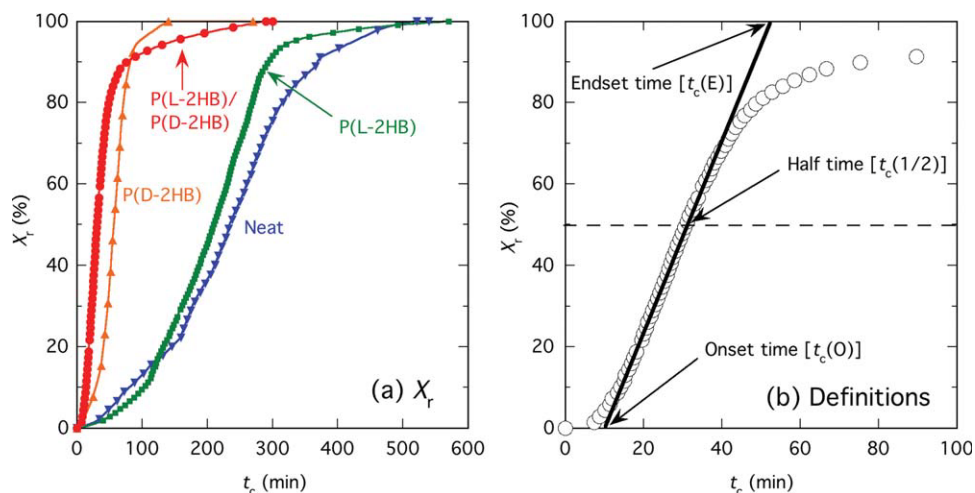 100
80
60
40
20
0
X_r (%)
P(L-2HB)/
P(D-2HB)
P(L-2HB)
P(D-2HB)
Neat
(a) X_r
0
100
200
300
400
500
600
t_c (min)
100
80
60
40
20
0
X_r (%)
Endset time [t_c(E)]
Half time [t_c(1/2)]
Onset time [t_c(O)]
(b) Definitions
0
20
40
60
80
100
t_c (min)